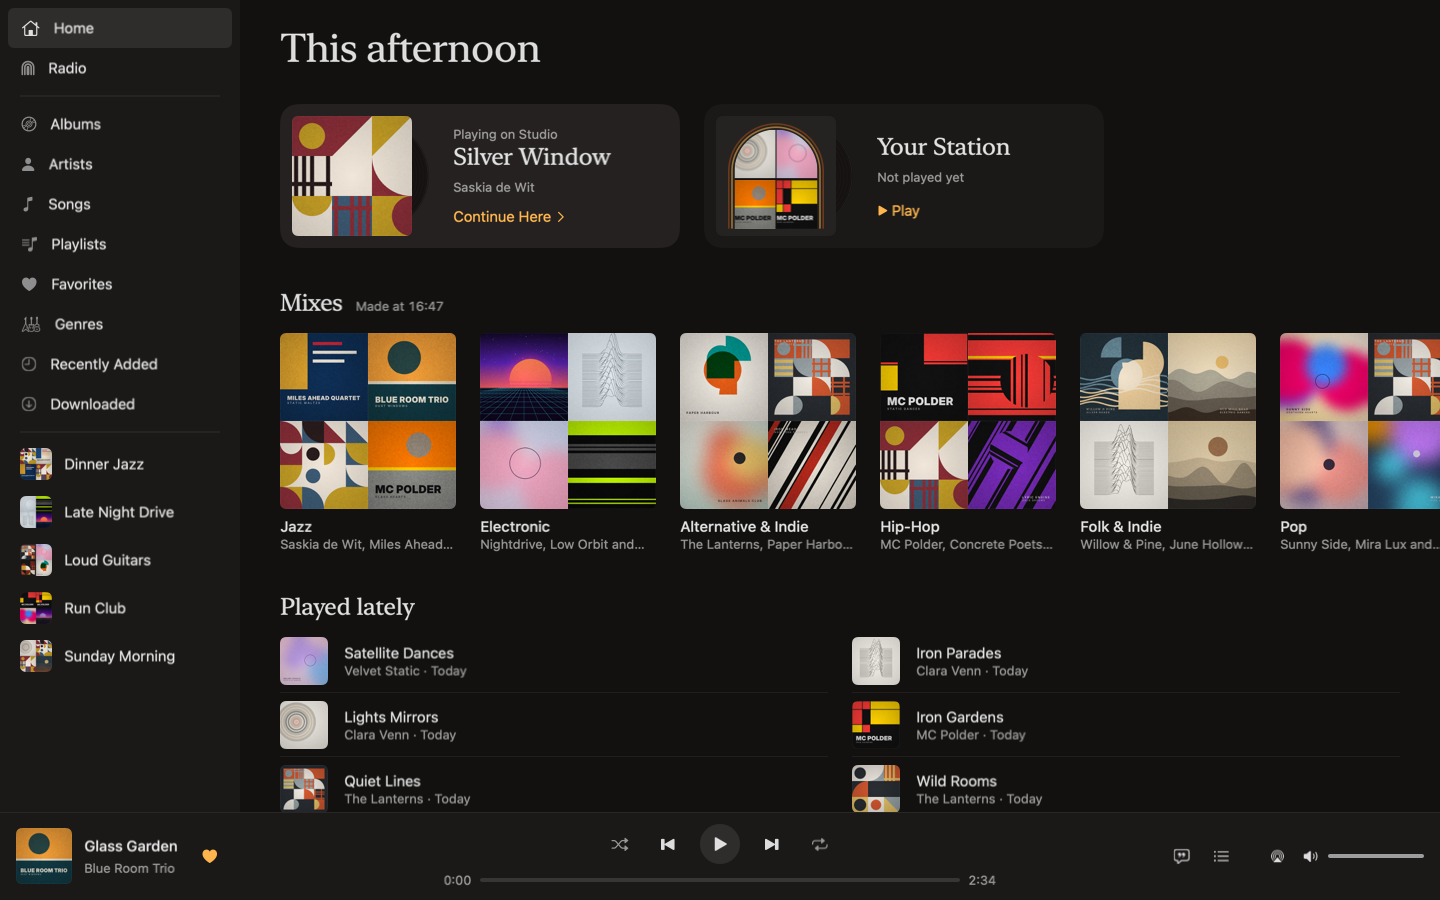 Home
Radio
Albums
Artists
Songs
Playlists
Favorites
Genres
Recently Added
Downloaded
Dinner Jazz
Late Night Drive
Loud Guitars
Run Club
Sunday Morning
This afternoon
Playing on Studio
Silver Window
Saskia de Wit
Continue Here
MC POLDER
MC POLDER
Your Station
Not played yet
Play
Mixes
Made at 16:47
MILES AHEAD QUARTET
BLUE ROOM TRIO
MC POLDER
Jazz
Saskia de Wit, Miles Ahead...
Electronic
Nightdrive, Low Orbit and...
PAPER HARBOUR
Alternative & Indie
The Lanterns, Paper Harbo...
MC POLDER
STATIC DANCES
Hip-Hop
MC Polder, Concrete Poets...
Folk & Indie
Willow & Pine, June Hollow...
SUNNY SIDE
Pop
Sunny Side, Mira Lux and...
Played lately
Satellite Dances
Velvet Static · Today
Iron Parades
Clara Venn · Today
Lights Mirrors
Clara Venn · Today
MC POLDER
Iron Gardens
MC Polder · Today
Quiet Lines
The Lanterns · Today
Wild Rooms
The Lanterns · Today
BLUE ROOM TRIO
Glass Garden
Blue Room Trio
0:00
2:34